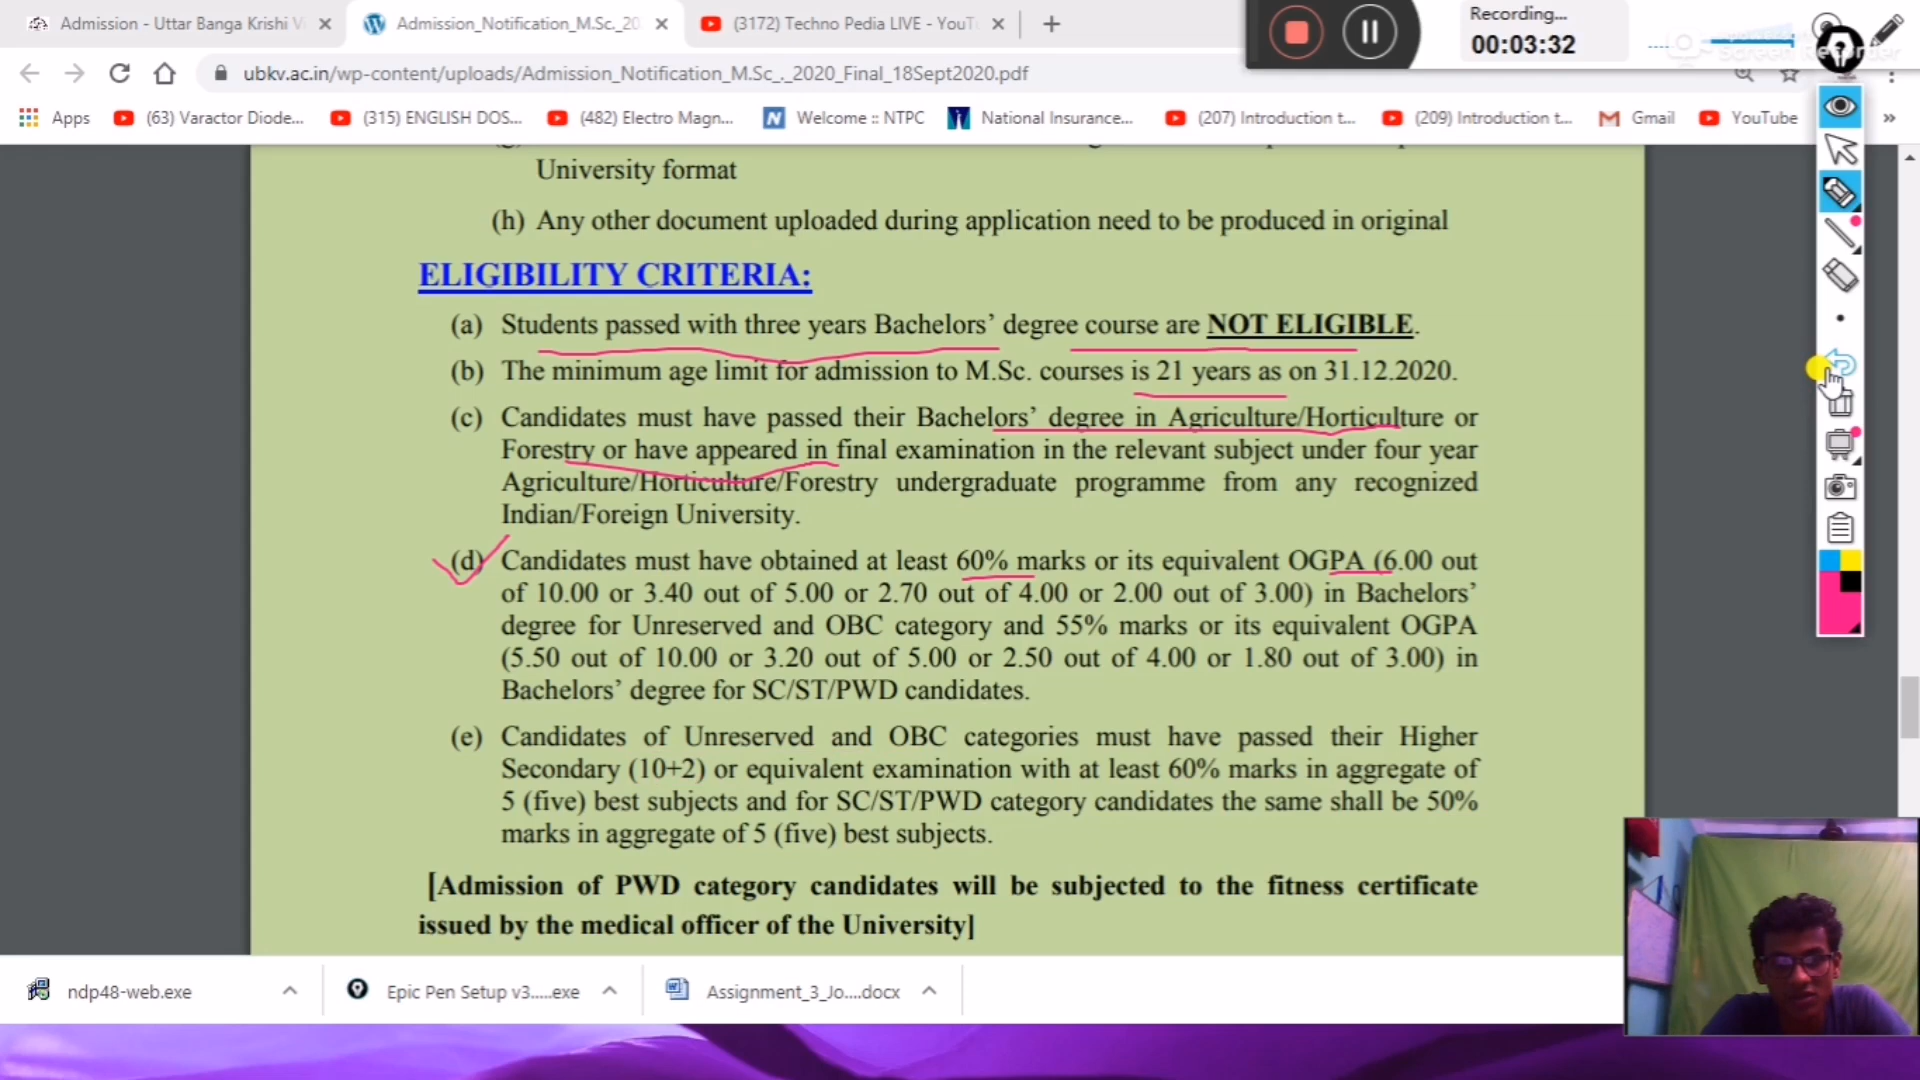 Admission - Uttar Banga Krishi Vi
Admission_Notification_M.Sc._20
(3172) Techno Pedia LIVE - YouT
Recording...
00:03:32
ubkv.ac.in/wp-content/uploads/Admission_Notification_M.Sc_._2020_Final_18Sept2020.pdf
Apps
(63) Varactor Diode...
(315) ENGLISH DOS...
(482) Electro Magn...
Welcome :: NTPC
National Insurance...
(207) Introduction t...
(209) Introduction t...
Gmail
YouTube
University format
(h) Any other document uploaded during application need to be produced in original
ELIGIBILITY CRITERIA:
(a) Students passed with three years Bachelors’ degree course are NOT ELIGIBLE.
(b) The minimum age limit for admission to M.Sc. courses is 21 years as on 31.12.2020.
(c) Candidates must have passed their Bachelors’ degree in Agriculture/Horticulture or
Forestry or have appeared in final examination in the relevant subject under four year
Agriculture/Horticulture/Forestry undergraduate programme from any recognized
Indian/Foreign University.
(d) Candidates must have obtained at least 60% marks or its equivalent OGPA (6.00 out
of 10.00 or 3.40 out of 5.00 or 2.70 out of 4.00 or 2.00 out of 3.00) in Bachelors’
degree for Unreserved and OBC category and 55% marks or its equivalent OGPA
(5.50 out of 10.00 or 3.20 out of 5.00 or 2.50 out of 4.00 or 1.80 out of 3.00) in
Bachelors’ degree for SC/ST/PWD candidates.
(e) Candidates of Unreserved and OBC categories must have passed their Higher
Secondary (10+2) or equivalent examination with at least 60% marks in aggregate of
5 (five) best subjects and for SC/ST/PWD category candidates the same shall be 50%
marks in aggregate of 5 (five) best subjects.
[Admission of PWD category candidates will be subjected to the fitness certificate
issued by the medical officer of the University]
ndp48-web.exe
Epic Pen Setup v3.....exe
Assignment_3_Jo....docx